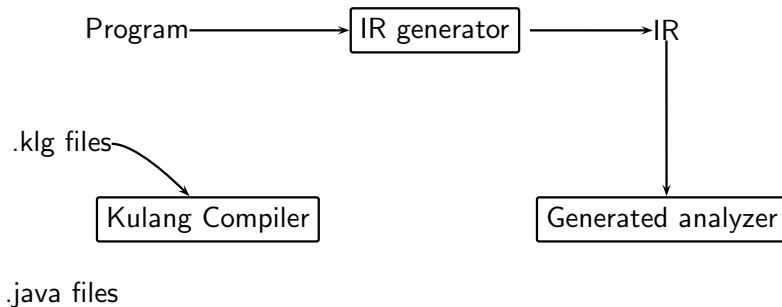 Program
IR generator
IR
.klg files
Kulang Compiler
Generated analyzer
.java files